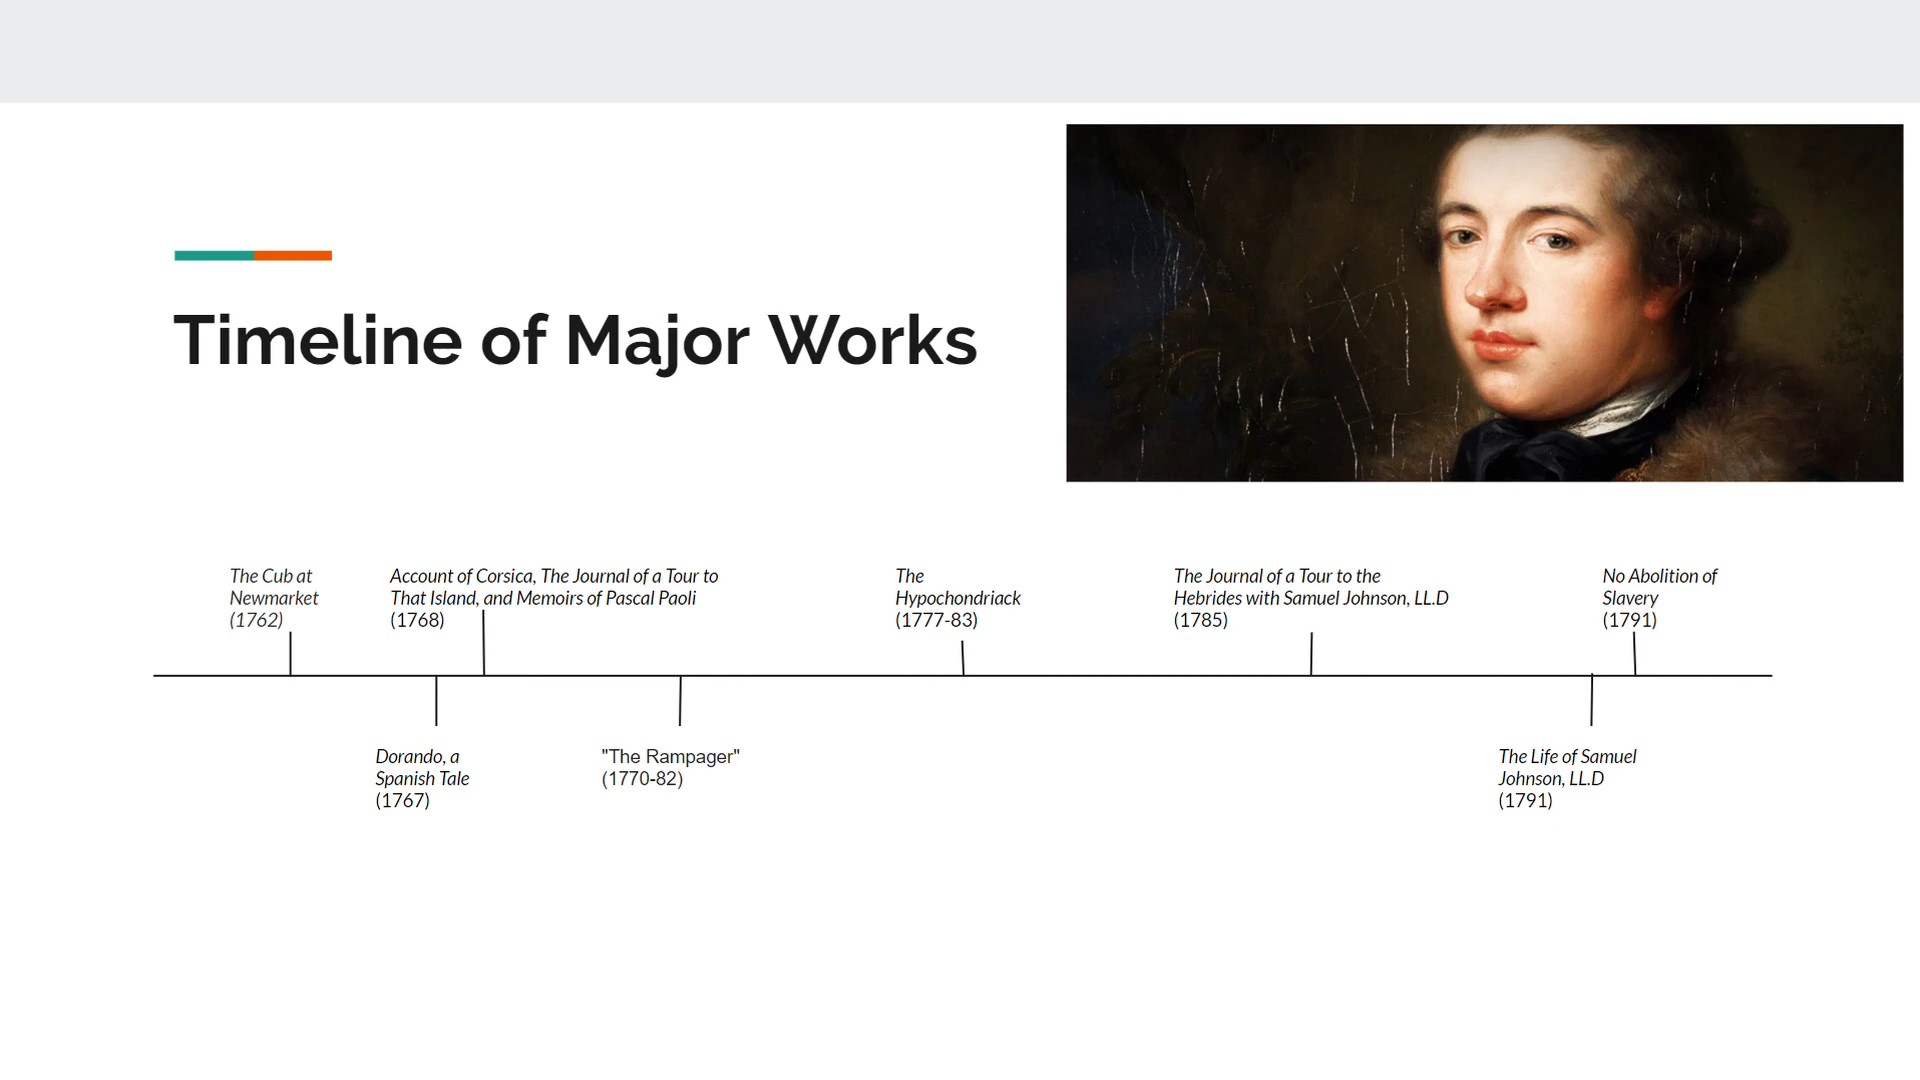 Timeline of Major Works
The Cub at
Newmarket
(1762)
Account of Corsica, The Journal of a Tour to
That Island, and Memoirs of Pascal Paoli
(1768)
The
Hypochondriack
(1777-83)
The Journal of a Tour to the
Hebrides with Samuel Johnson, LL.D
(1785)
No Abolition of
Slavery
(1791)
Dorando, a
Spanish Tale
(1767)
"The Rampager"
(1770-82)
The Life of Samuel
Johnson, LL.D
(1791)